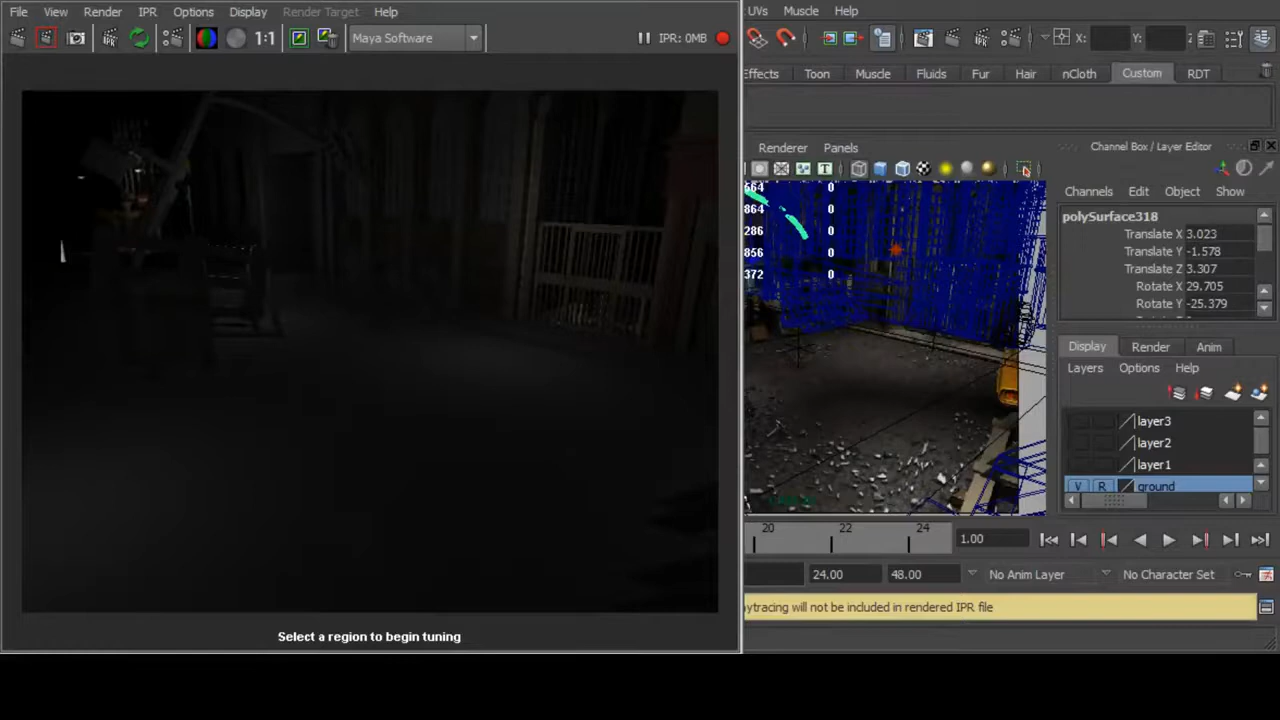 File View Render IPR Options Display Render Target Help
1:1 Maya Software IPR: 0MB
Select a region to begin tuning
UVs Muscle Help
X: Y:
Toon Muscle Fluids Fur Hair nCloth Custom RDT
Renderer Panels
564 0
864 0
286 0
856 0
372 0
Channel Box / Layer Editor
Channels Edit Object Show
polySurface318
Translate X 3.023
Translate Y -1.578
Translate Z 3.307
Rotate X 29.705
Rotate Y -25.379
Display Render Anim
Layers Options Help
layer3
layer2
layer1
V R ground
20 22 24 1.00
24.00 48.00 No Anim Layer No Character Set
will not be included in rendered IPR file